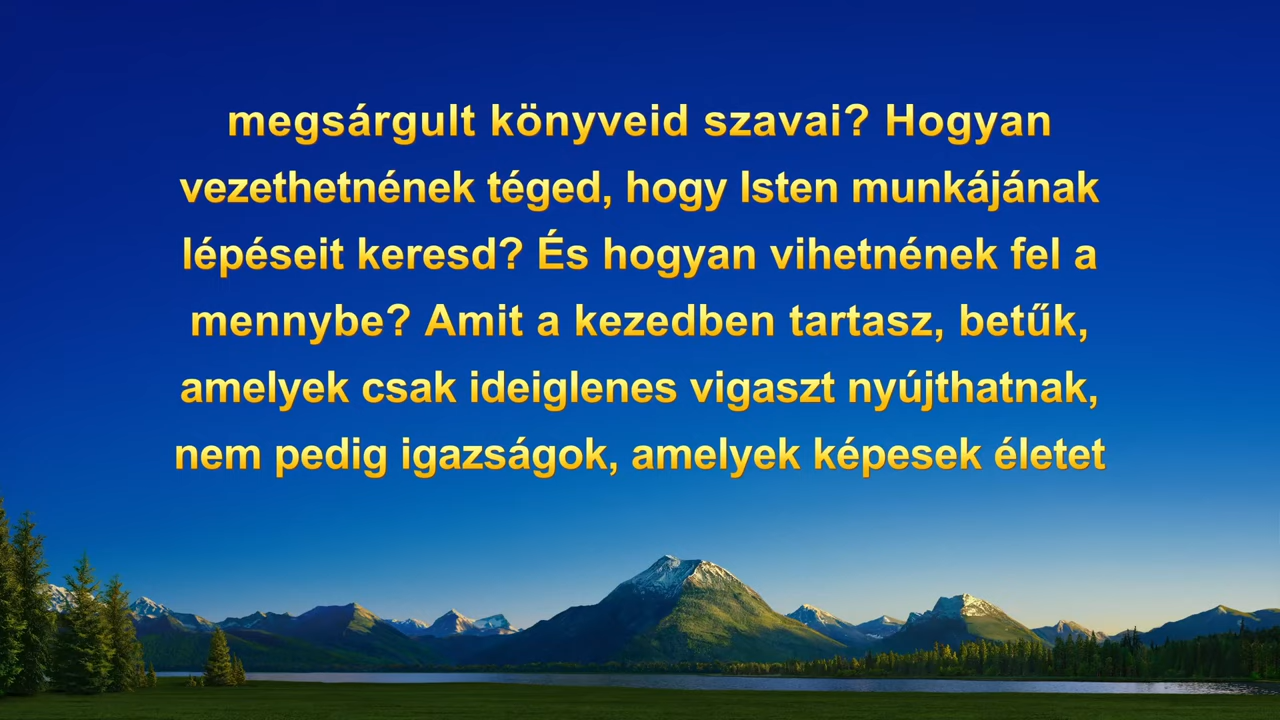 megsárgult könyveid szavai? Hogyan
vezethetnének téged, hogy Isten munkájának
lépéseit keresd? És hogyan vihetnének fel a
mennybe? Amit a kezedben tartasz, betűk,
amelyek csak ideiglenes vigaszt nyújthatnak,
nem pedig igazságok, amelyek képesek életet